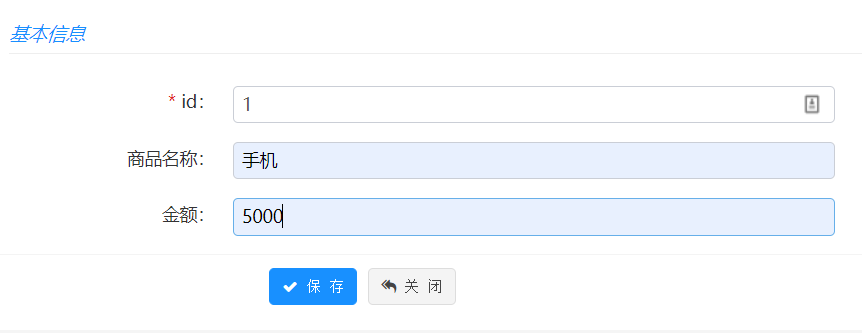 基本信息
* id： 1
商品名称： 手机
金额： 5000
保 存 关 闭